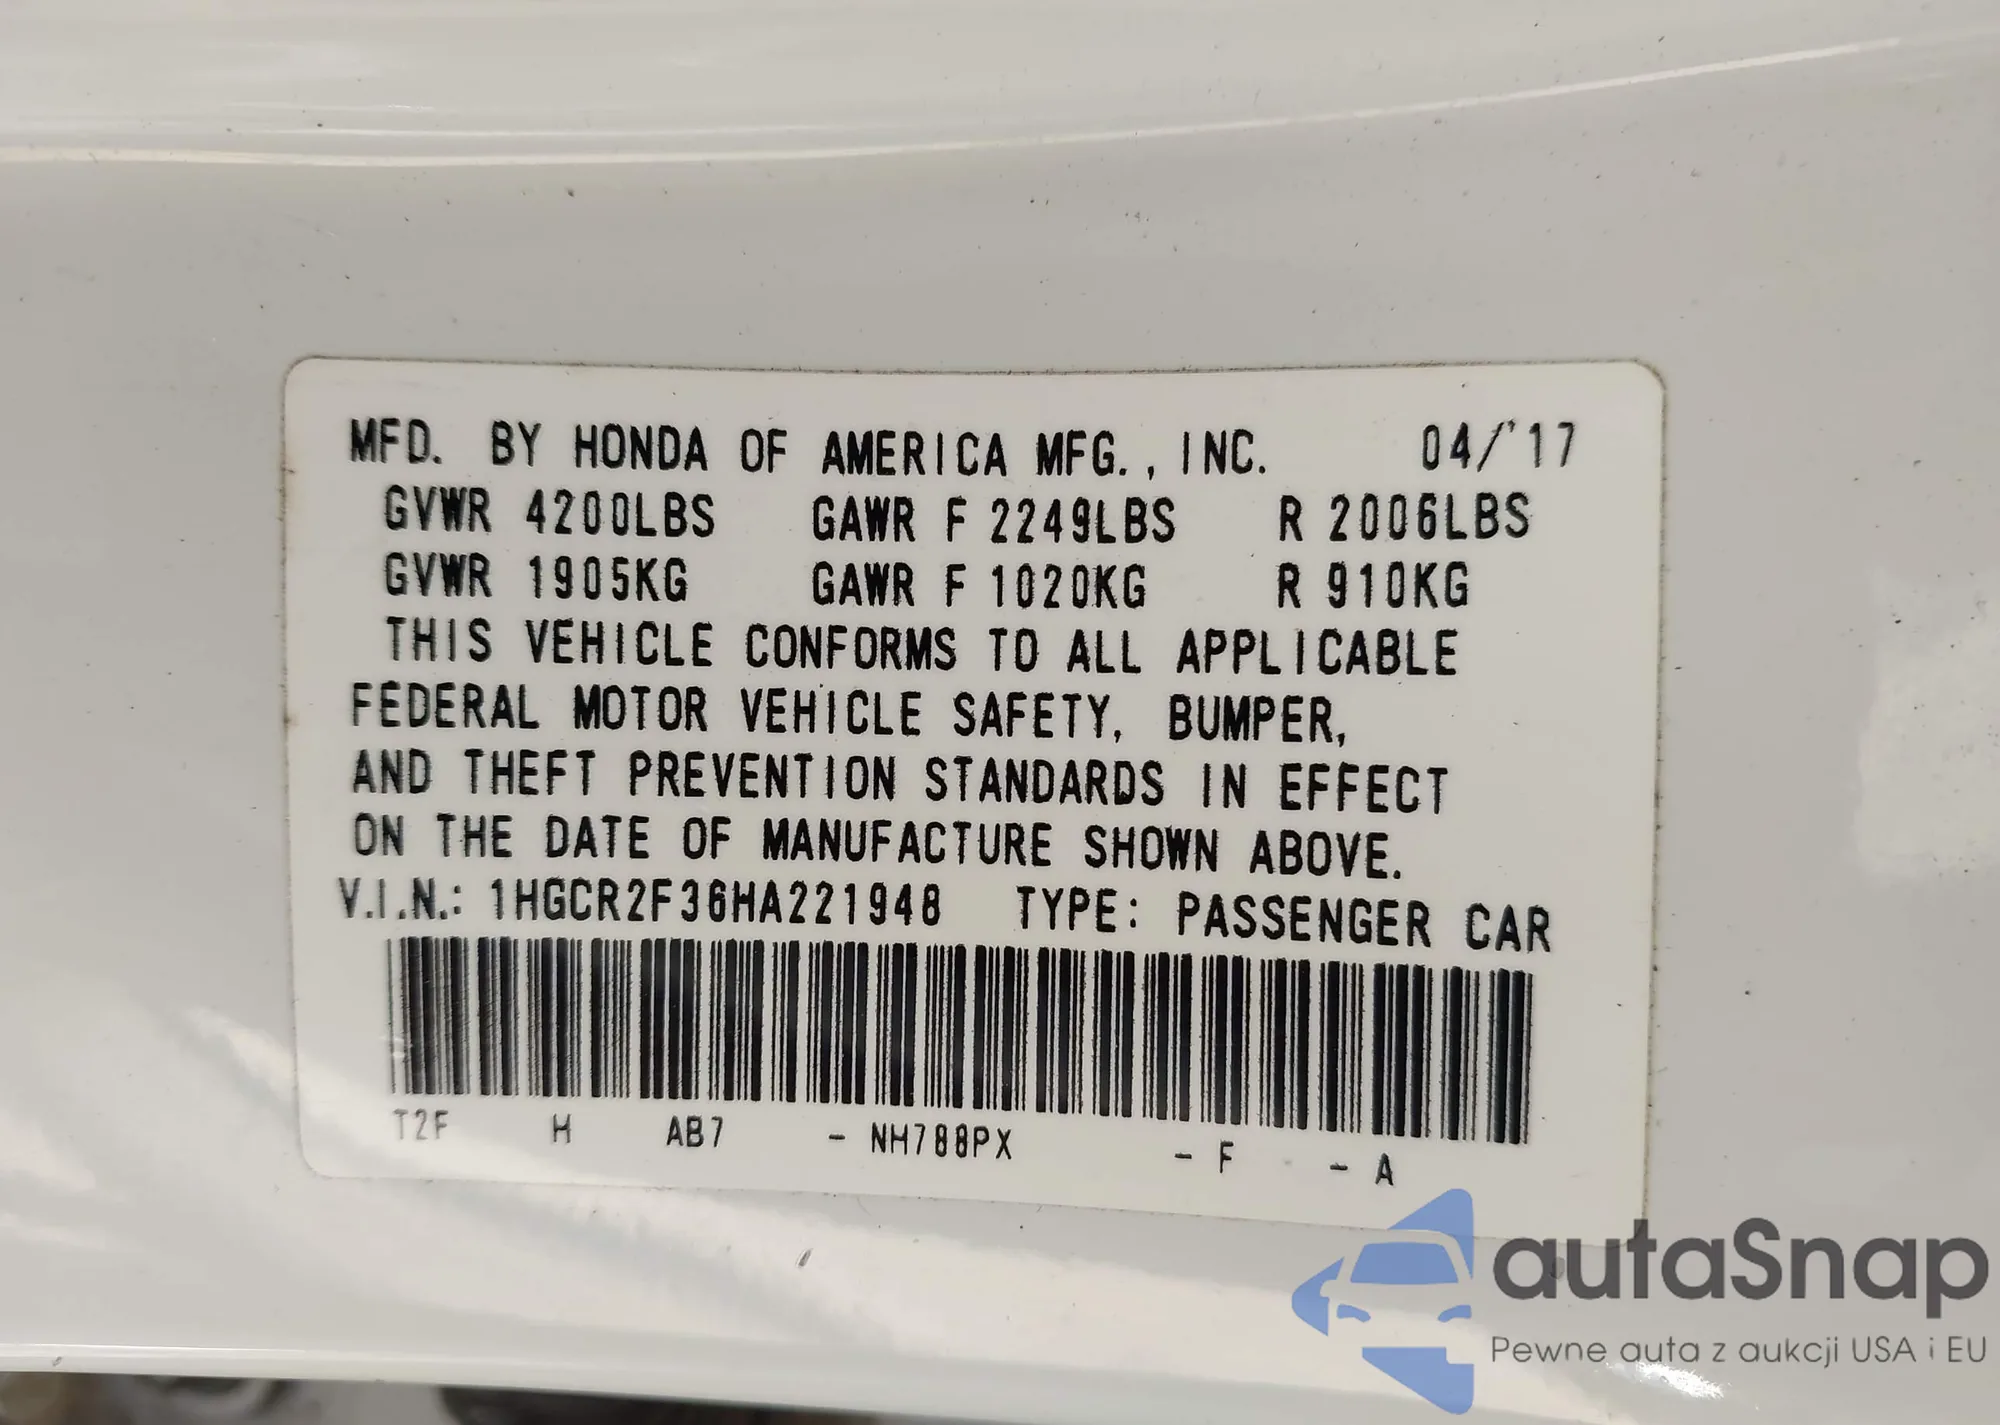 MFD. BY HONDA OF AMERICA MFG., INC. 04/'17
GVWR 4200LBS GAWR F 2249LBS R 2006LBS
GVWR 1905KG GAWR F 1020KG R 910KG
THIS VEHICLE CONFORMS TO ALL APPLICABLE
FEDERAL MOTOR VEHICLE SAFETY, BUMPER,
AND THEFT PREVENTION STANDARDS IN EFFECT
ON THE DATE OF MANUFACTURE SHOWN ABOVE.
V.I.N.: 1HGCR2F36HA221948 TYPE: PASSENGER CAR
T2F H AB7 - NH788PX - F - A
autaSnap
Pewne auta z aukcji USA i EU